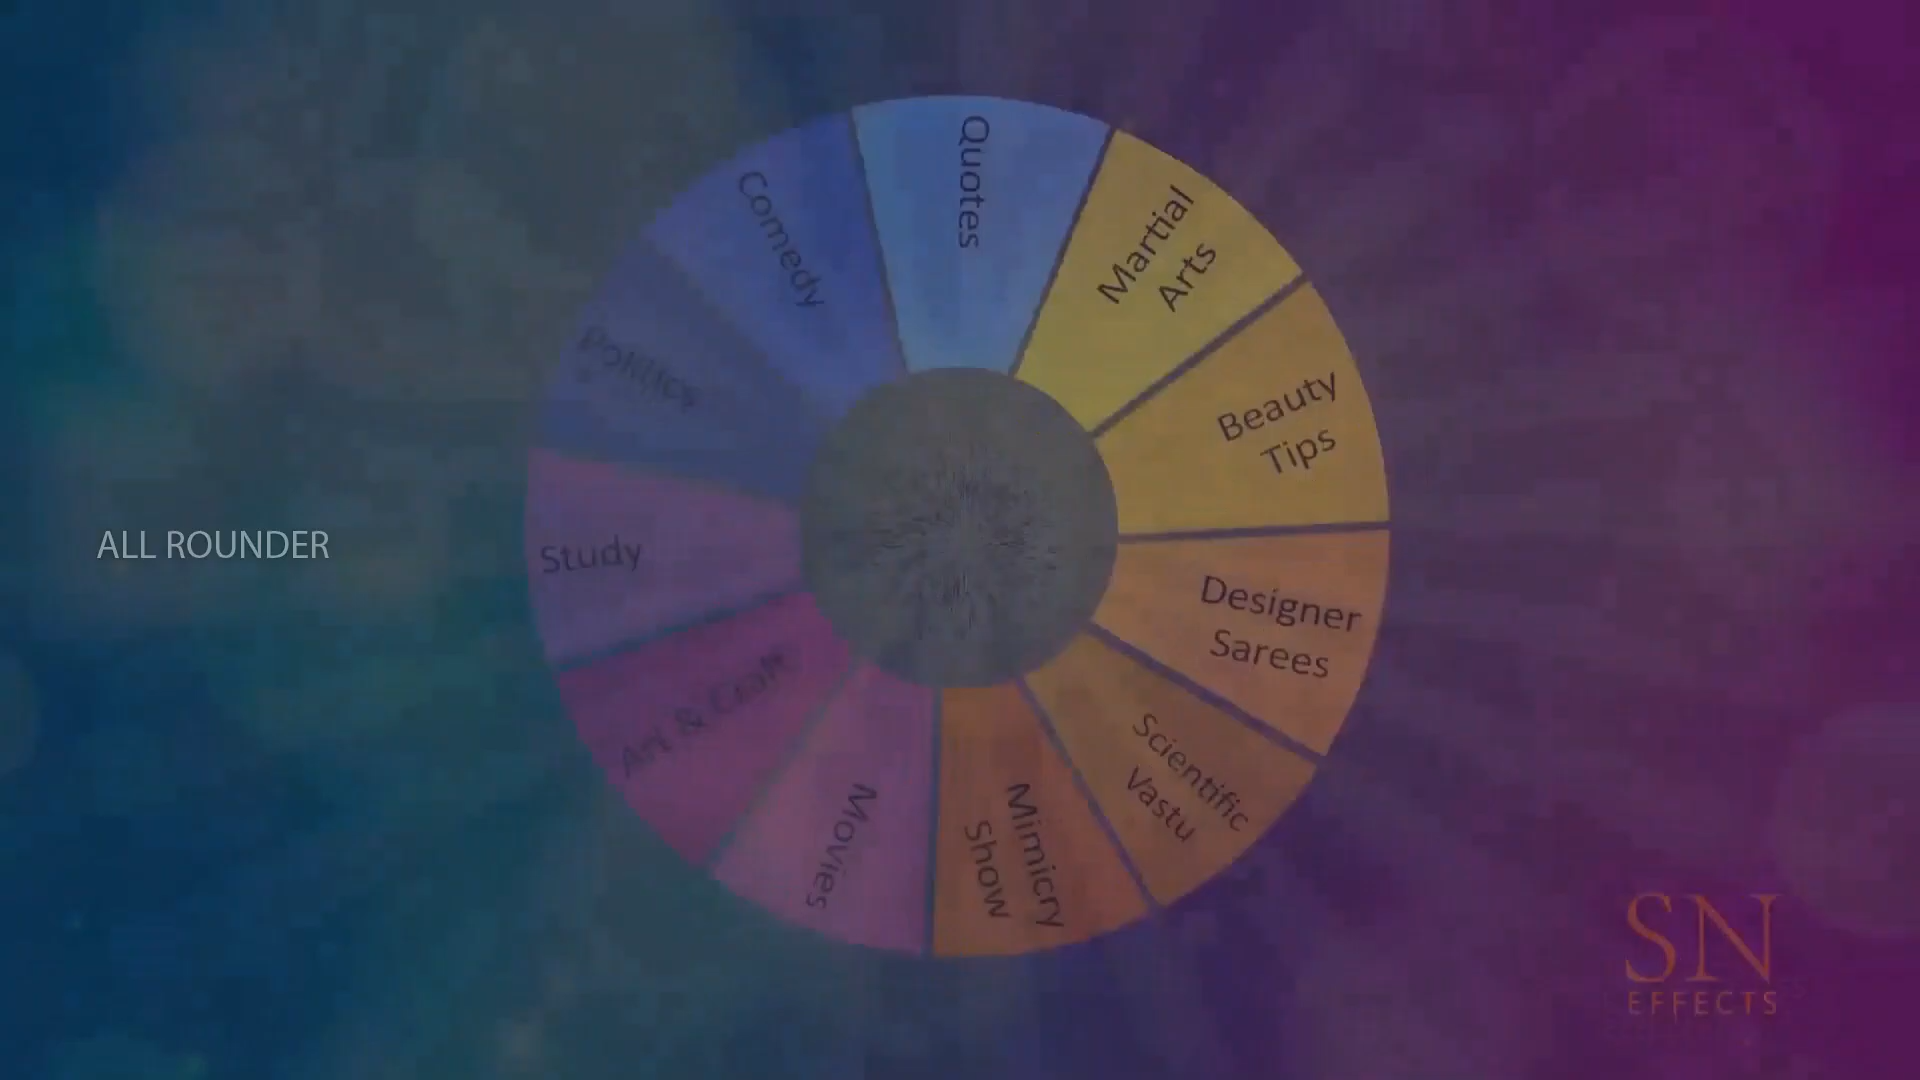 Quotes
Martial
Arts
Beauty
Tips
Designer
Sarees
Scientific
Vastu
Mimicry
Show
Movies
Art & Craft
Study
Politics
Comedy
ALL ROUNDER
SN
EFFECTS